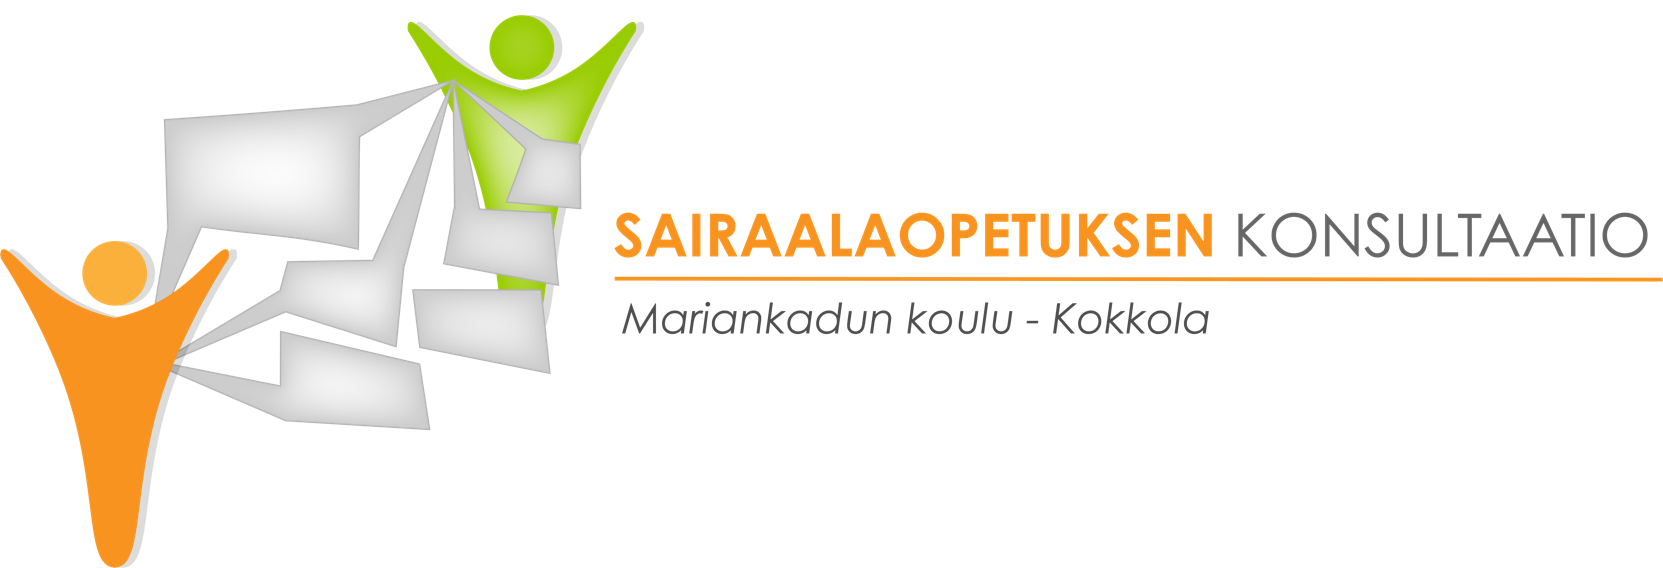 SAIRAALAOPETUKSEN KONSULTAATIO
Mariankadun koulu - Kokkola